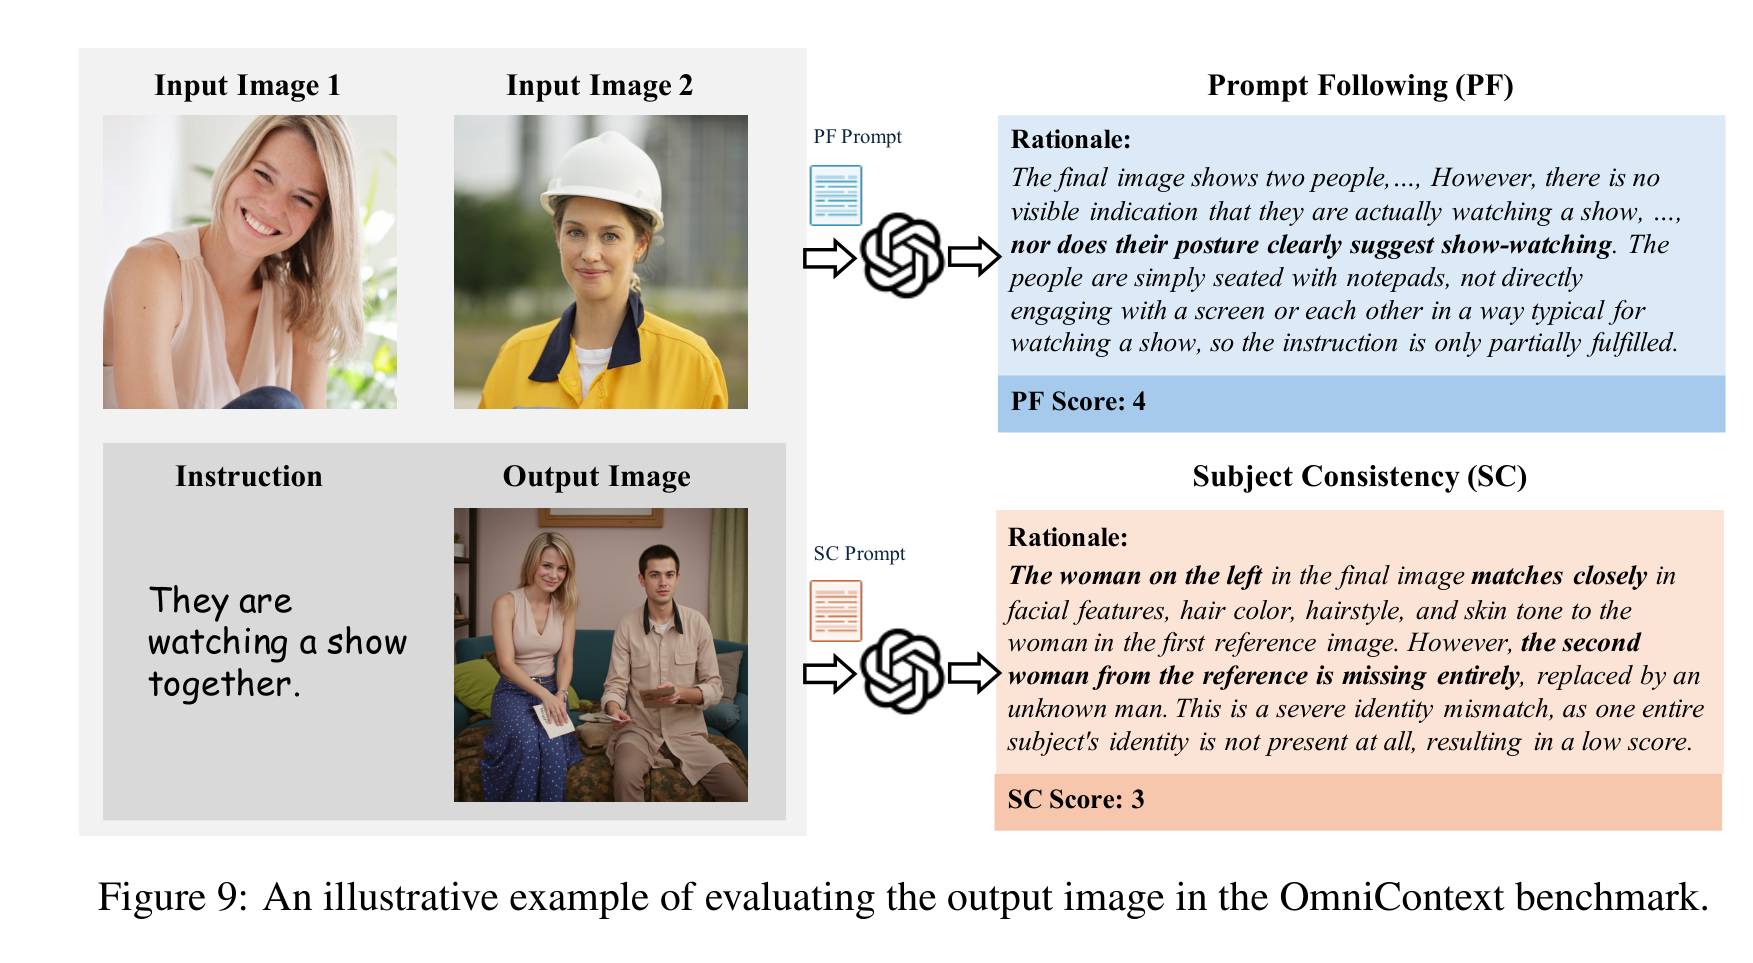 Input Image 1
Input Image 2
Instruction
They are
watching a show
together.
Output Image
PF Prompt
SC Prompt
Prompt Following (PF)
Rationale:
The final image shows two people,..., However, there is no
visible indication that they are actually watching a show, ...,
nor does their posture clearly suggest show-watching. The
people are simply seated with notepads, not directly
engaging with a screen or each other in a way typical for
watching a show, so the instruction is only partially fulfilled.
PF Score: 4
Subject Consistency (SC)
Rationale:
The woman on the left in the final image matches closely in
facial features, hair color, hairstyle, and skin tone to the
woman in the first reference image. However, the second
woman from the reference is missing entirely, replaced by an
unknown man. This is a severe identity mismatch, as one entire
subject's identity is not present at all, resulting in a low score.
SC Score: 3
Figure 9: An illustrative example of evaluating the output image in the OmniContext benchmark.